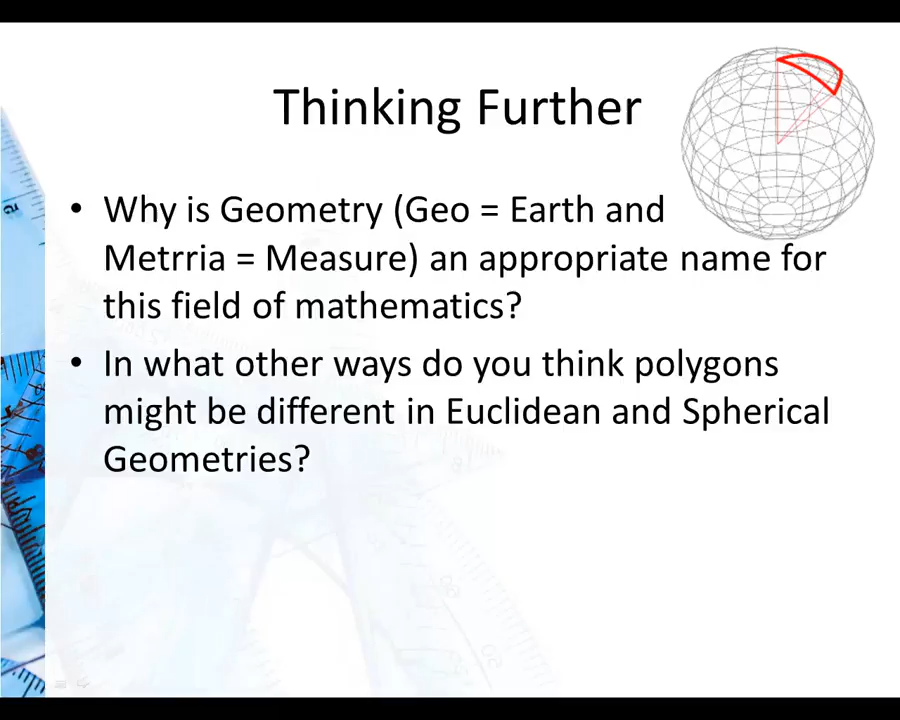 Thinking Further
• Why is Geometry (Geo = Earth and
Metrria = Measure) an appropriate name for
this field of mathematics?
• In what other ways do you think polygons
might be different in Euclidean and Spherical
Geometries?